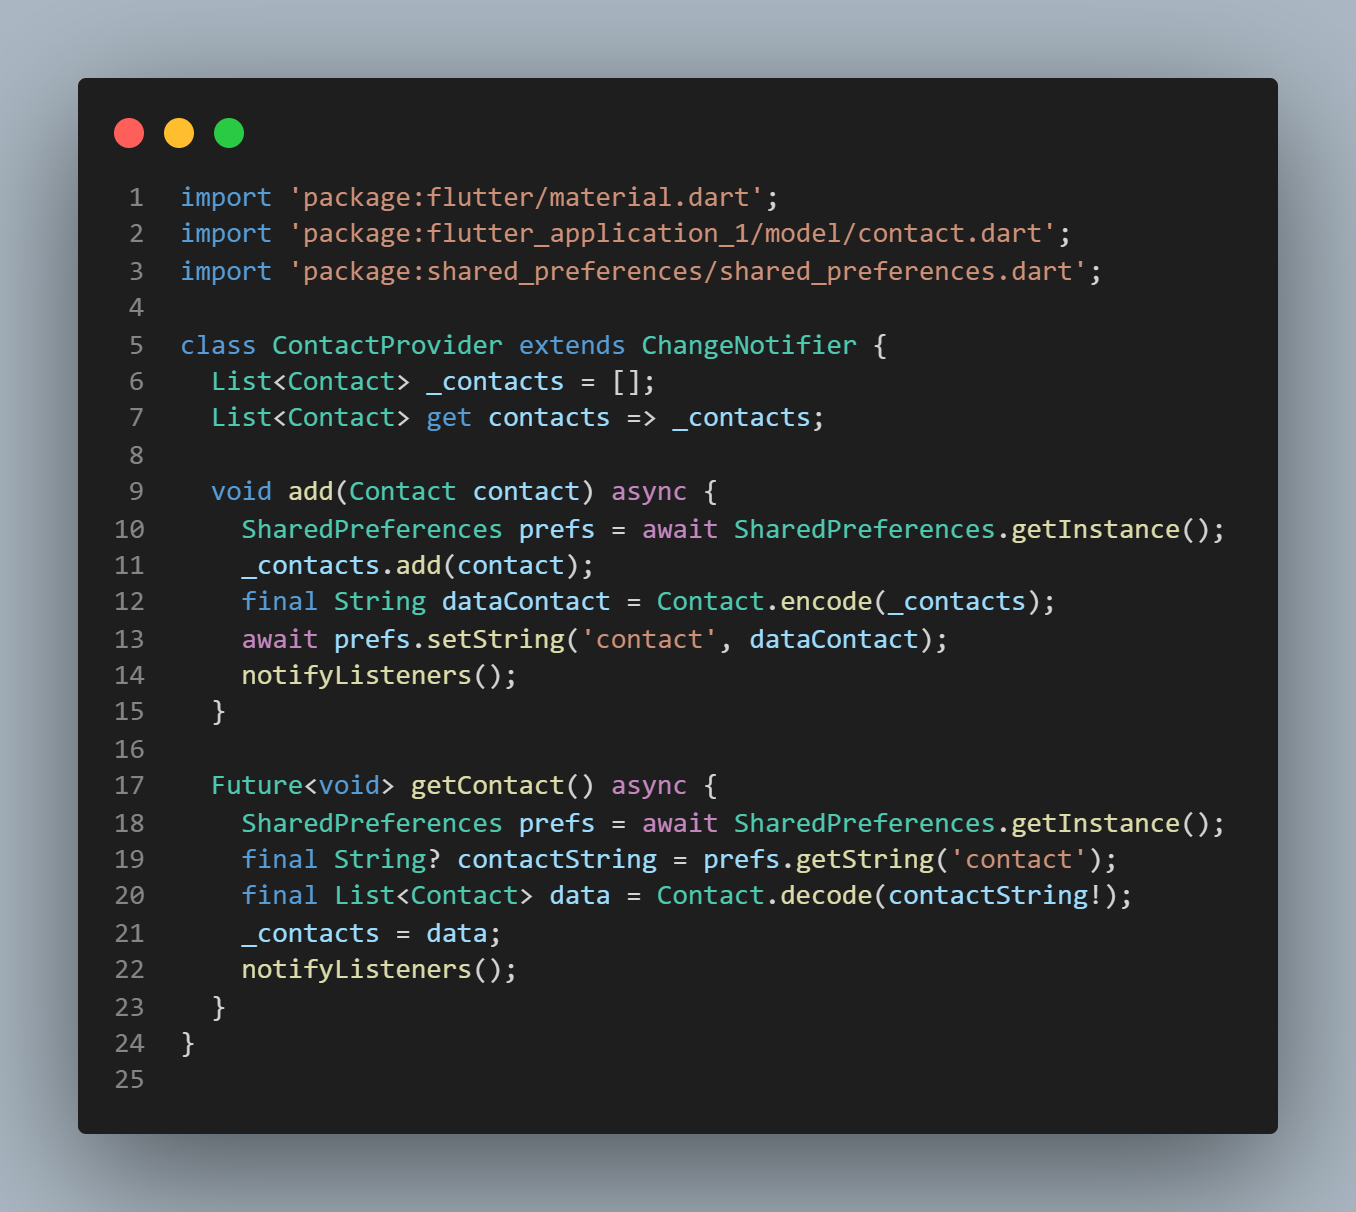 1 import 'package:flutter/material.dart';
2 import 'package:flutter_application_1/model/contact.dart';
3 import 'package:shared_preferences/shared_preferences.dart';
4
5 class ContactProvider extends ChangeNotifier {
6   List<Contact> _contacts = [];
7   List<Contact> get contacts => _contacts;
8
9   void add(Contact contact) async {
10     SharedPreferences prefs = await SharedPreferences.getInstance();
11     _contacts.add(contact);
12     final String dataContact = Contact.encode(_contacts);
13     await prefs.setString('contact', dataContact);
14     notifyListeners();
15   }
16
17   Future<void> getContact() async {
18     SharedPreferences prefs = await SharedPreferences.getInstance();
19     final String? contactString = prefs.getString('contact');
20     final List<Contact> data = Contact.decode(contactString!);
21     _contacts = data;
22     notifyListeners();
23   }
24 }
25